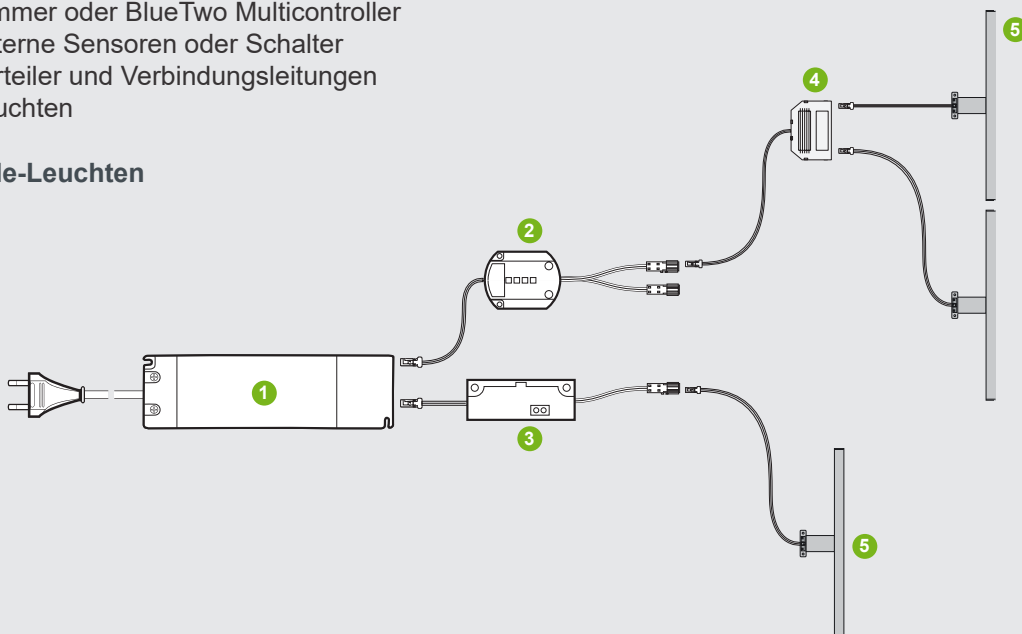 mmer oder BlueTwo Multicontroller
terne Sensoren oder Schalter
rteiler und Verbindungsleitungen
uchten
le-Leuchten
5
4
2
1
3
5